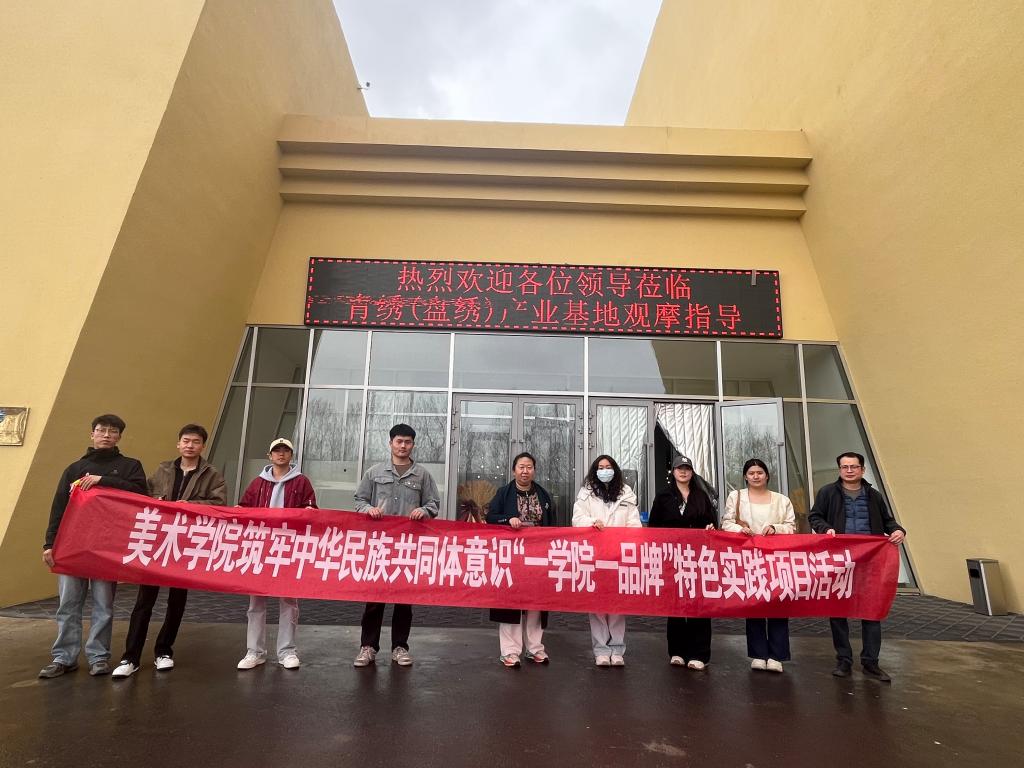 热烈欢迎各位领导莅临
青绣(盘绣)产业基地观摩指导
美术学院筑牢中华民族共同体意识“一学院一品牌”特色实践项目活动